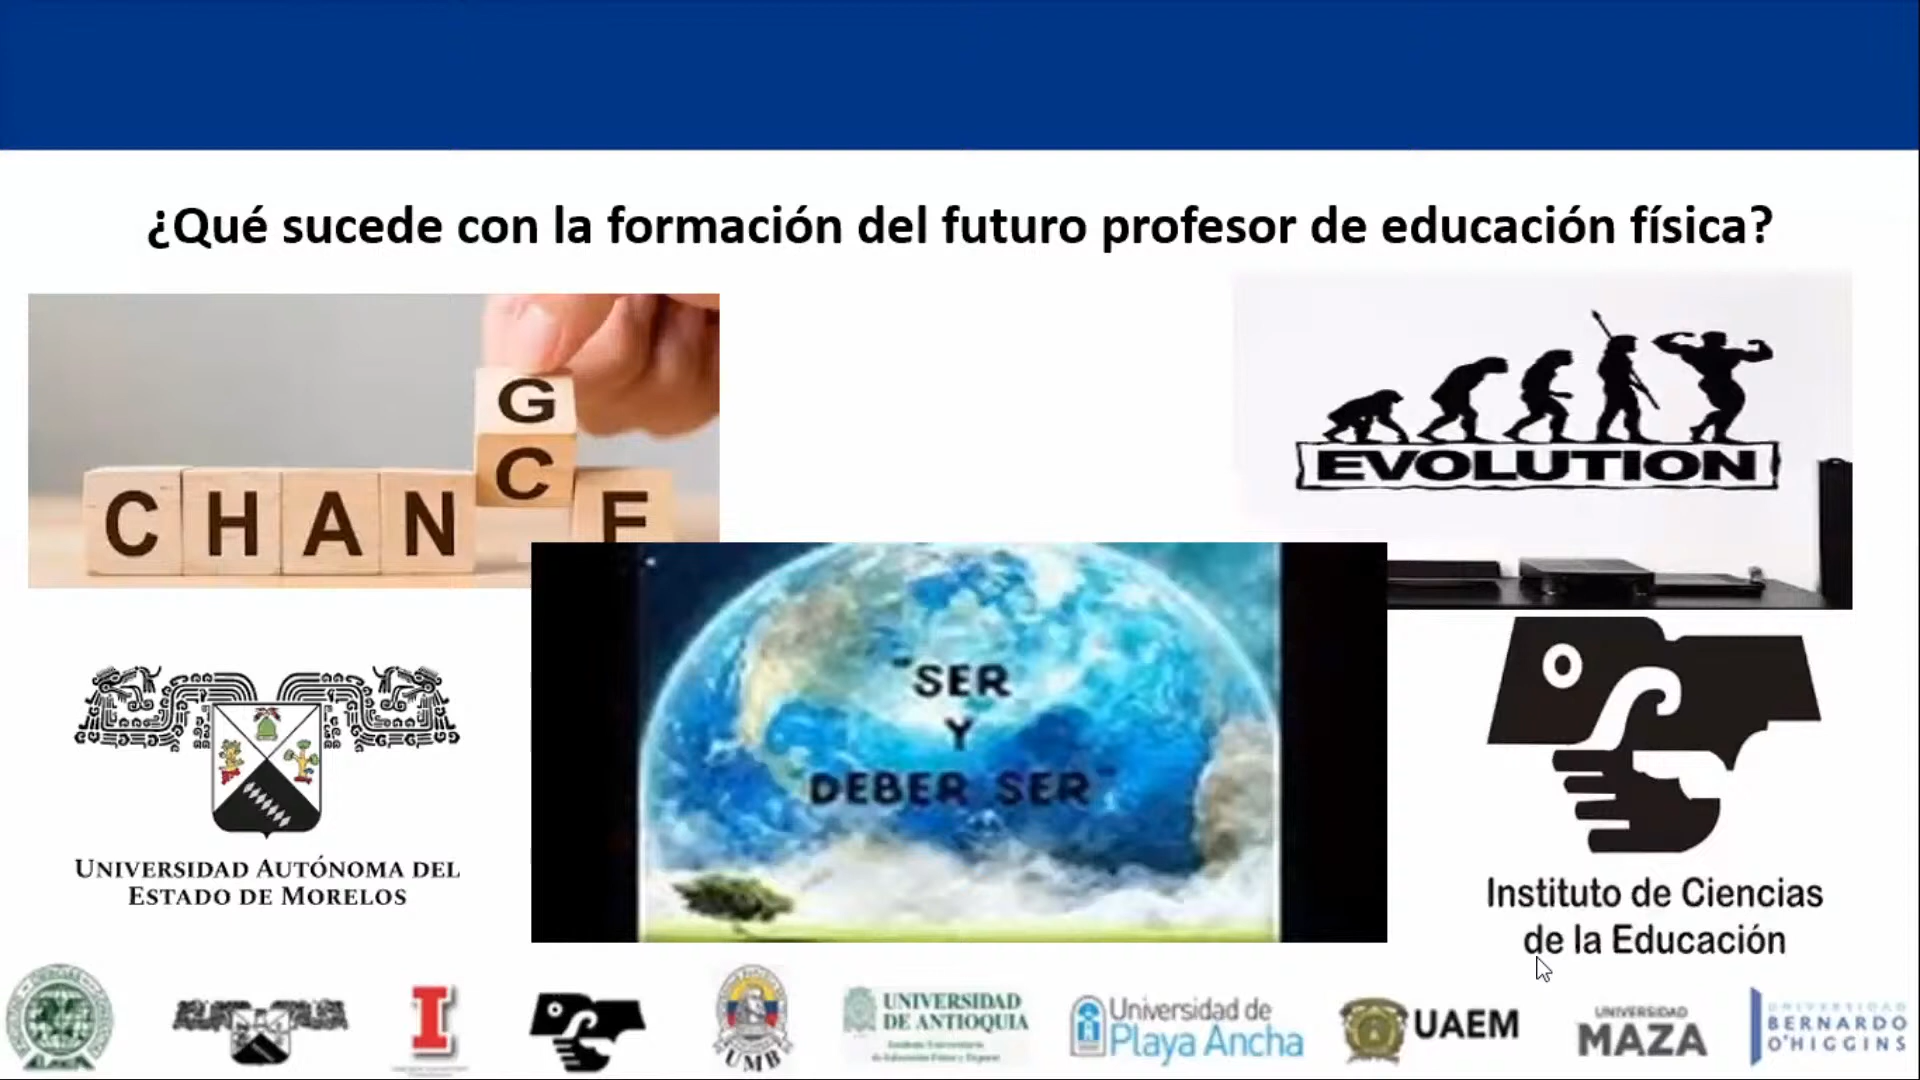 ¿Qué sucede con la formación del futuro profesor de educación física?
G
CHANCE
EVOLUTION
"SER
Y
DEBER SER"
UNIVERSIDAD AUTÓNOMA DEL
ESTADO DE MORELOS
Instituto de Ciencias
de la Educación
I
UMB
UNIVERSIDAD
DE ANTIOQUIA
Universidad de
Playa Ancha
UAEM
UNIVERSIDAD
MAZA
UNIVERSIDAD
BERNARDO
O'HIGGINS